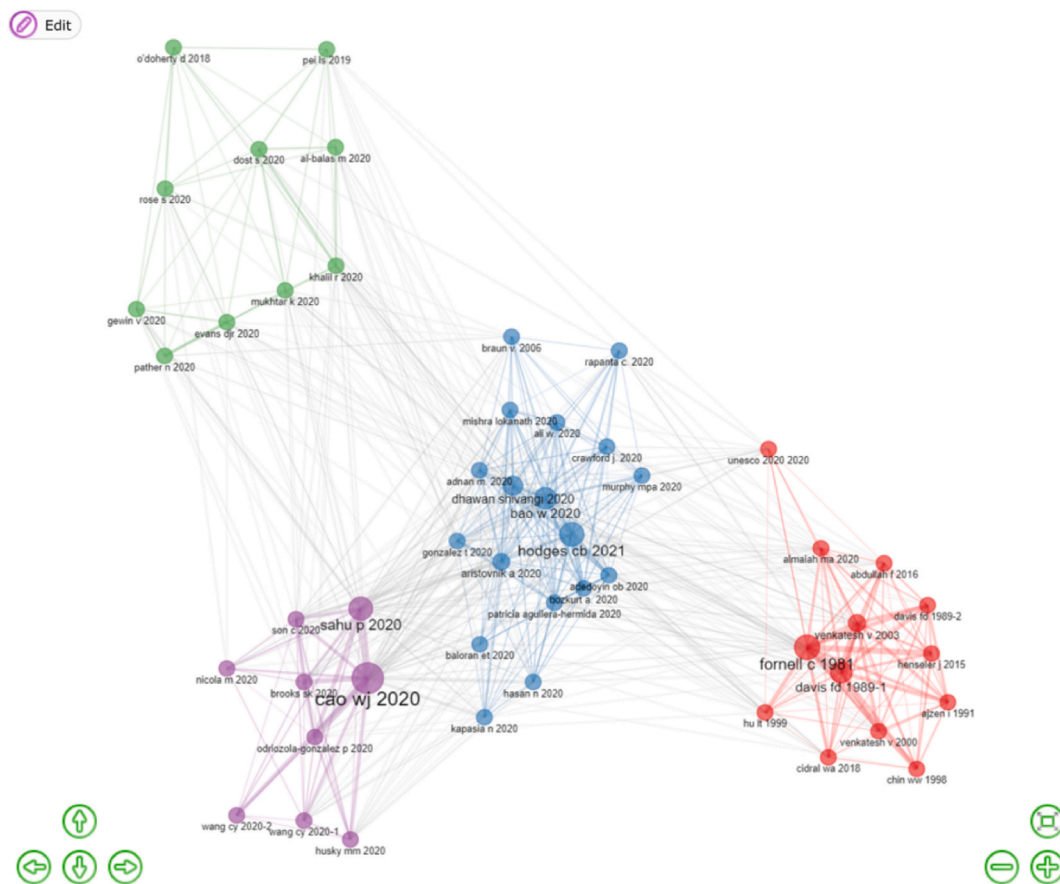 Edit
o'doherty d 2018
pei ls 2019
dost s 2020
al-balas m 2020
rose s 2020
khalil r 2020
mukhtar k 2020
gewin v 2020
evans djr 2020
pather n 2020
braun v. 2006
rapanta c. 2020
mishra lokanath 2020
ali w. 2020
crawford j. 2020
adnan m. 2020
murphy mpa 2020
dhawan shivangi 2020
bao w 2020
gonzalez t 2020
hodges cb 2021
aristovnik a 2020
adedoyin ob 2020
bozkurt a. 2020
patricia aguilera-hermida 2020
baloran et 2020
hasan n 2020
kapasia n 2020
unesco 2020 2020
almaiah ma 2020
abdullah f 2016
davis fd 1989-2
venkatesh v 2003
fornell c 1981
henseler j 2015
davis fd 1989-1
ajzen i 1991
hu lt 1999
venkatesh v 2000
cidral wa 2018
chin ww 1998
son c 2020
sahu p 2020
nicola m 2020
brooks sk 2020
cao wj 2020
odriozola-gonzalez p 2020
wang cy 2020-2
wang cy 2020-1
husky mm 2020